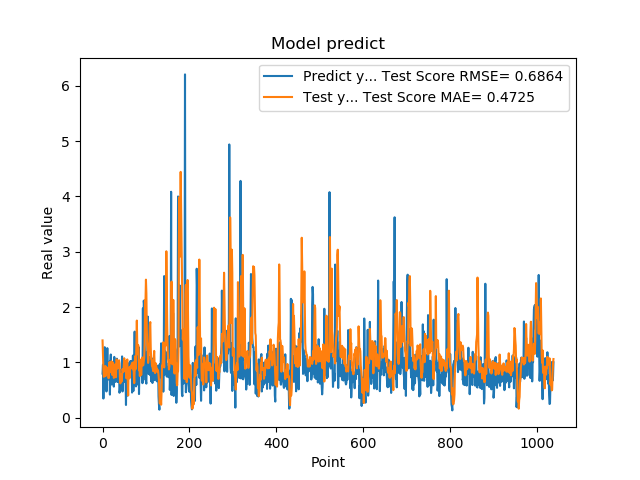 Model predict
Predict y... Test Score RMSE= 0.6864
Test y... Test Score MAE= 0.4725
Real value
6
5
4
3
2
1
0
0 200 400 600 800 1000
Point